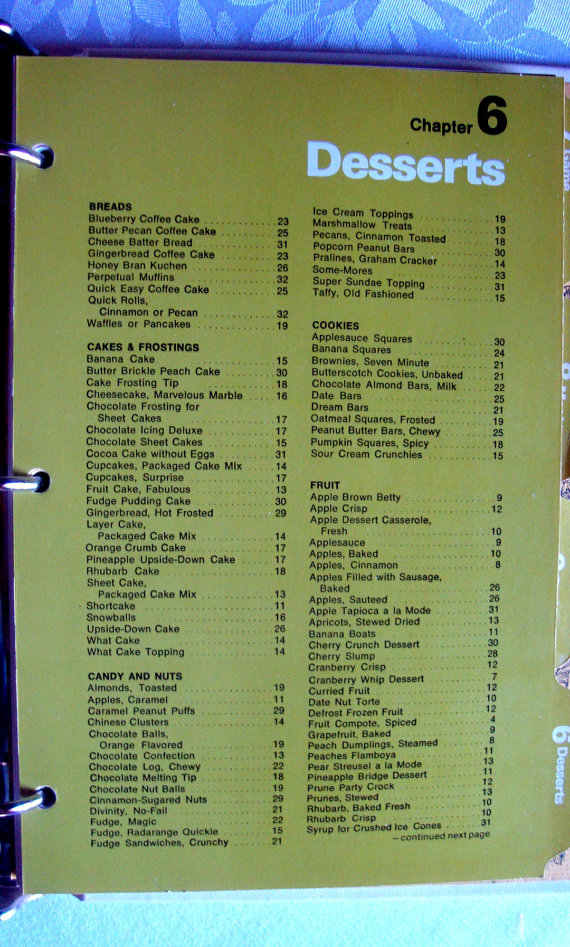 Chapter 6
Desserts
BREADS
Blueberry Coffee Cake 23
Butter Pecan Coffee Cake 25
Cheese Batter Bread 31
Gingerbread Coffee Cake 23
Honey Bran Kuchen 26
Perpetual Muffins 32
Quick Easy Coffee Cake 25
Quick Rolls,
Cinnamon or Pecan 32
Waffles or Pancakes 19
CAKES & FROSTINGS
Banana Cake 15
Butter Brickle Peach Cake 30
Cake Frosting Tip 18
Cheesecake, Marvelous Marble 16
Chocolate Frosting for
Sheet Cakes 17
Chocolate Icing Deluxe 17
Chocolate Sheet Cakes 15
Cocoa Cake without Eggs 31
Cupcakes, Packaged Cake Mix 14
Cupcakes, Surprise 17
Fruit Cake, Fabulous 13
Fudge Pudding Cake 30
Gingerbread, Hot Frosted 29
Layer Cake,
Packaged Cake Mix 14
Orange Crumb Cake 17
Pineapple Upside-Down Cake 17
Rhubarb Cake 18
Sheet Cake,
Packaged Cake Mix 13
Shortcake 11
Snowballs 16
Upside-Down Cake 26
What Cake 14
What Cake Topping 14
CANDY AND NUTS
Almonds, Toasted 19
Apples, Caramel 11
Caramel Peanut Puffs 29
Chinese Clusters 14
Chocolate Balls,
Orange Flavored 19
Chocolate Confection 13
Chocolate Log, Chewy 22
Chocolate Melting Tip 18
Chocolate Nut Balls 19
Cinnamon-Sugared Nuts 29
Divinity, No-Fail 21
Fudge, Magic 22
Fudge, Radarange Quickie 15
Fudge Sandwiches, Crunchy 21
Ice Cream Toppings 19
Marshmallow Treats 13
Pecans, Cinnamon Toasted 18
Popcorn Peanut Bars 30
Pralines, Graham Cracker 14
Some-Mores 23
Super Sundae Topping 31
Taffy, Old Fashioned 15
COOKIES
Applesauce Squares 30
Banana Squares 24
Brownies, Seven Minute 21
Butterscotch Cookies, Unbaked 21
Chocolate Almond Bars, Milk 22
Date Bars 25
Dream Bars 21
Oatmeal Squares, Frosted 19
Peanut Butter Bars, Chewy 25
Pumpkin Squares, Spicy 18
Sour Cream Crunchies 15
FRUIT
Apple Brown Betty 9
Apple Crisp 12
Apple Dessert Casserole,
Fresh 10
Applesauce 9
Apples, Baked 10
Apples, Cinnamon 8
Apples Filled with Sausage,
Baked 26
Apples, Sauteed 26
Apple Tapioca a la Mode 31
Apricots, Stewed Dried 13
Banana Boats 11
Cherry Crunch Dessert 30
Cherry Slump 28
Cranberry Crisp 12
Cranberry Whip Dessert 7
Curried Fruit 12
Date Nut Torte 10
Defrost Frozen Fruit 12
Fruit Compote, Spiced 4
Grapefruit, Baked 9
Peach Dumplings, Steamed 8
Peaches Flamboya 11
Pear Streusel a la Mode 13
Pineapple Bridge Dessert 11
Prune Party Crock 12
Prunes, Stewed 13
Rhubarb, Baked Fresh 10
Rhubarb Crisp 10
Syrup for Crushed Ice Cones 31
—continued next page
Game
6 Desserts